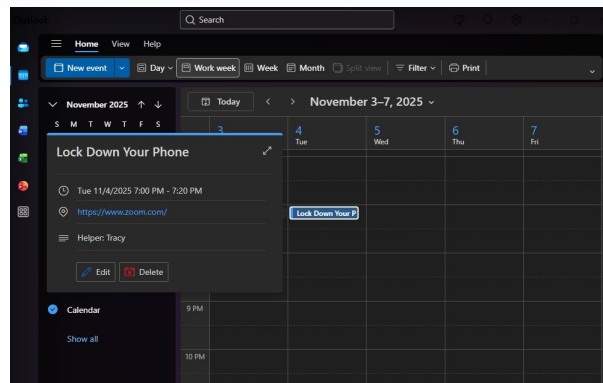 Outlook
Search
Home View Help
New event Day Work week Week Month Split view Filter Print
November 2025
Today November 3–7, 2025
S M T W T F S
3 4 5 6 7
Tue Wed Thu Fri
Lock Down Your Phone
Tue 11/4/2025 7:00 PM - 7:20 PM
https://www.zoom.com/
Helper: Tracy
Edit Delete
Lock Down Your P
Calendar
Show all
9 PM
10 PM